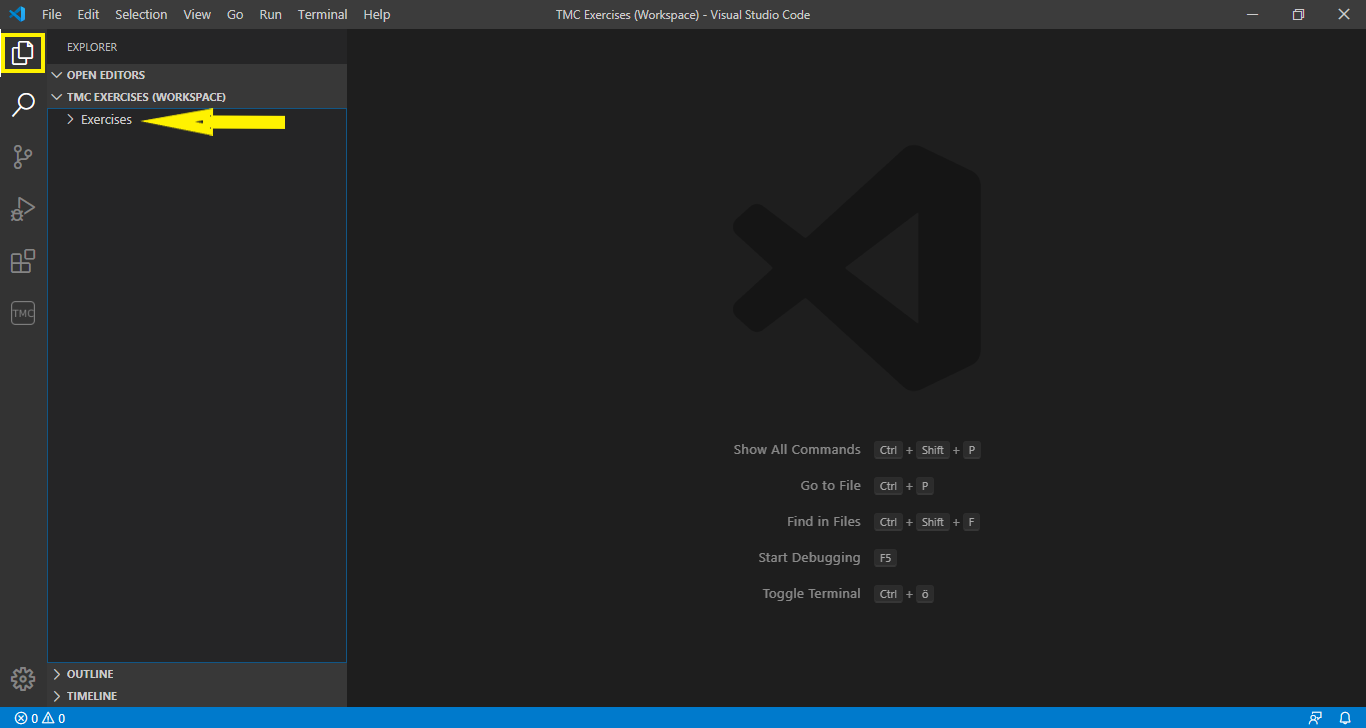 File Edit Selection View Go Run Terminal Help
TMC Exercises (Workspace) - Visual Studio Code
EXPLORER
OPEN EDITORS
TMC EXERCISES (WORKSPACE)
Exercises
TMC
Show All Commands Ctrl + Shift + P
Go to File Ctrl + P
Find in Files Ctrl + Shift + F
Start Debugging F5
Toggle Terminal Ctrl + ö
OUTLINE
TIMELINE
0 0